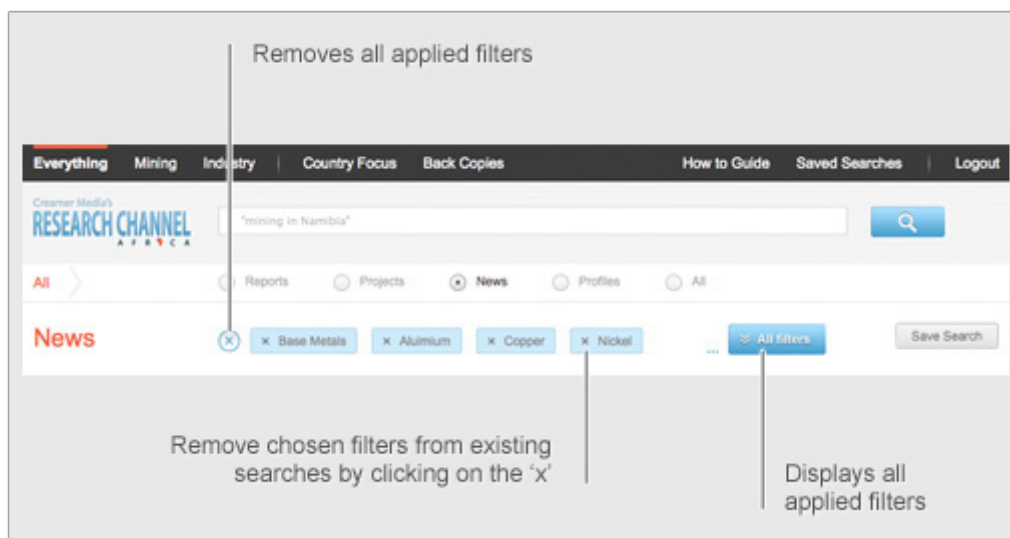 Removes all applied filters
Everything Mining Industry Country Focus Back Copies How to Guide Saved Searches Logout
Creamer Media's
RESEARCH CHANNEL
AFRICA
"mining in Namibia"
All Reports Projects News Profiles All
News × Base Metals × Aluimium × Copper × Nickel ... All filters Save Search
Remove chosen filters from existing
searches by clicking on the ‘x’
Displays all
applied filters